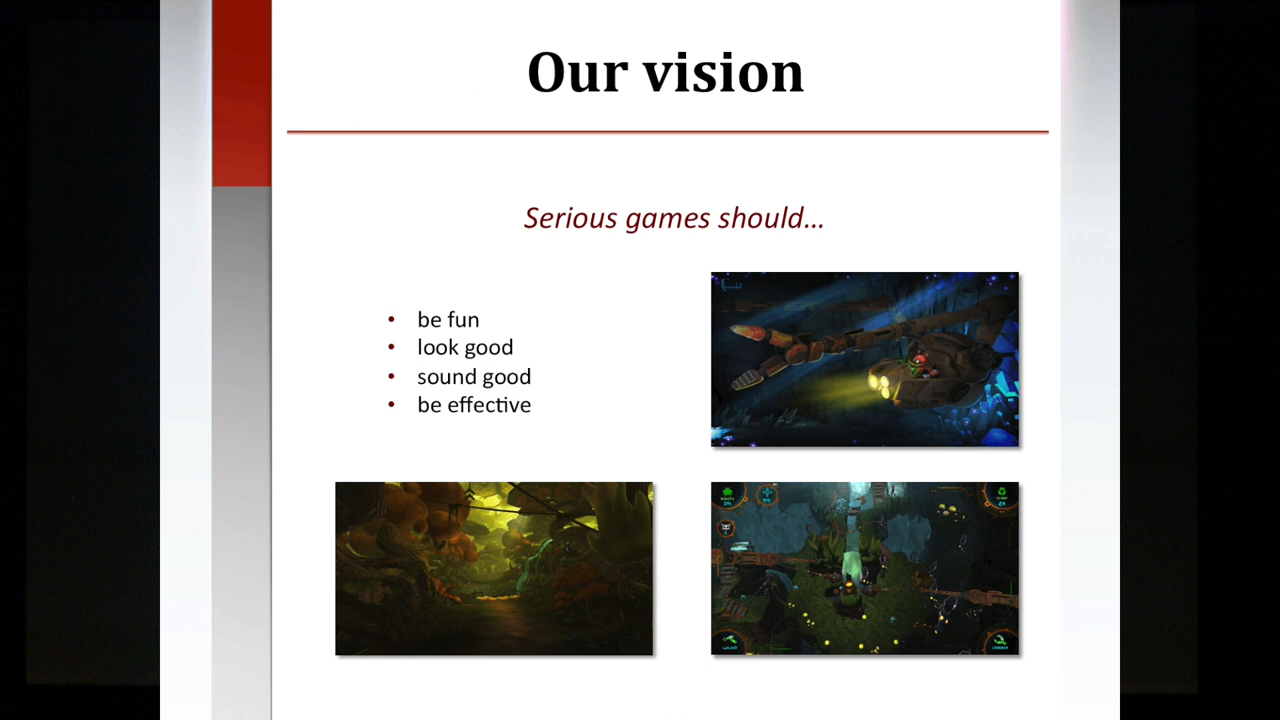 Our vision
Serious games should...
• be fun
• look good
• sound good
• be effective